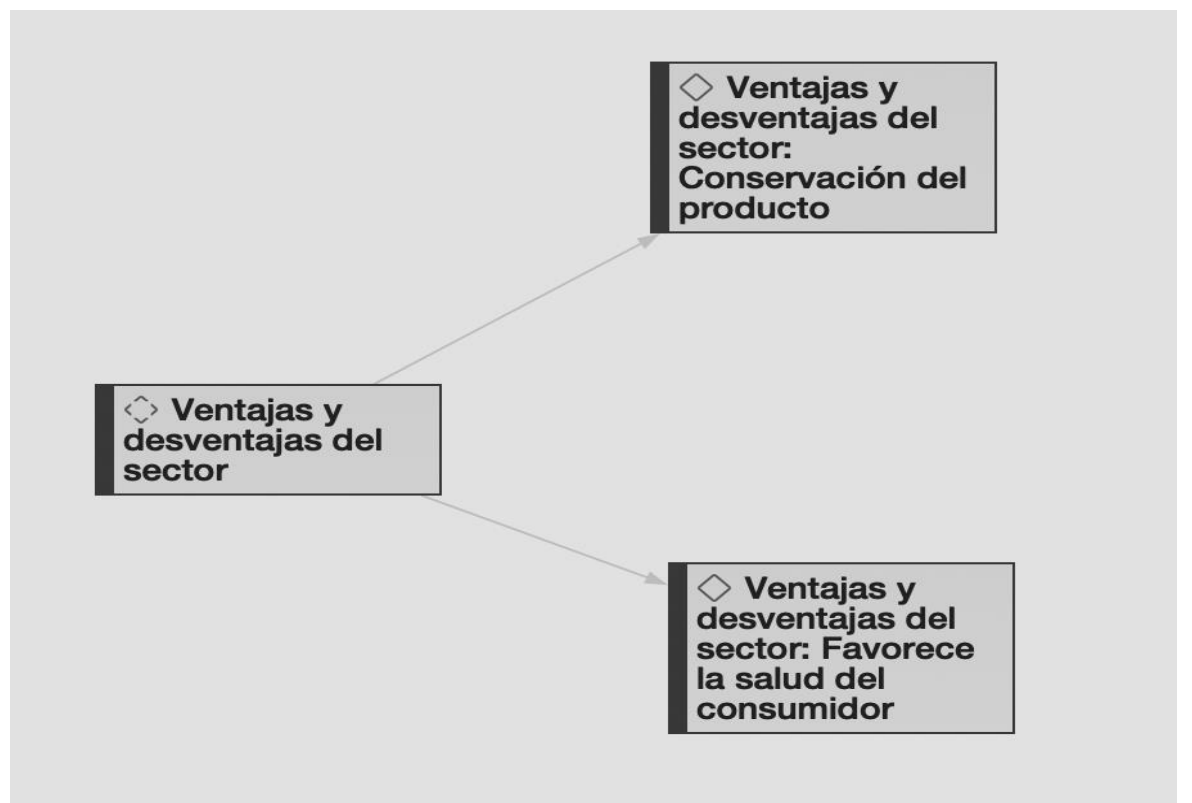 Ventajas y
desventajas del
sector:
Conservación del
producto
Ventajas y
desventajas del
sector
Ventajas y
desventajas del
sector: Favorece
la salud del
consumidor